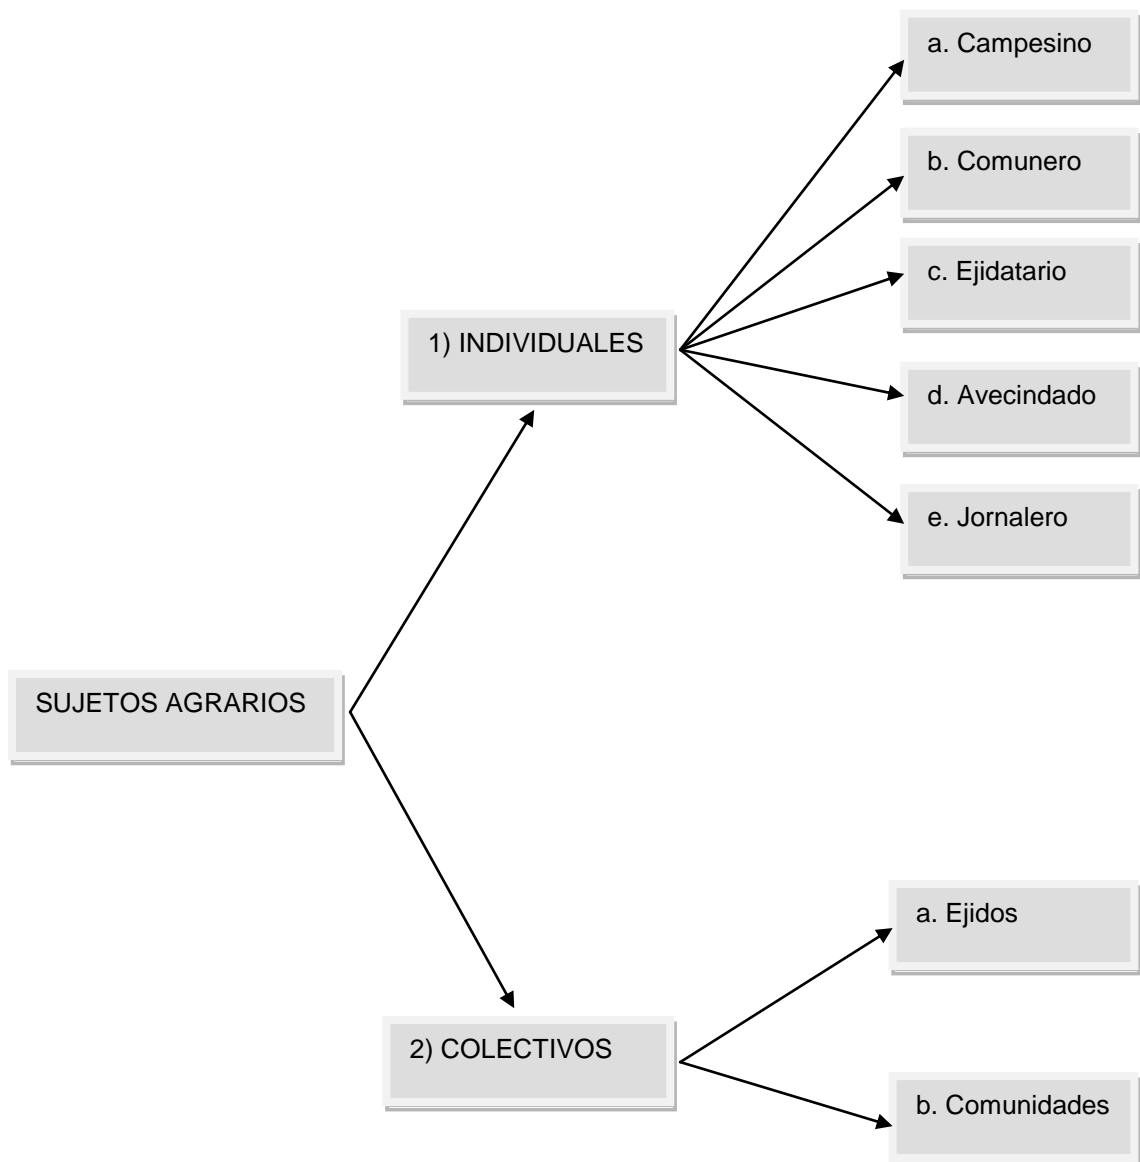 a. Campesino
b. Comunero
c. Ejidatario
1) INDIVIDUALES
d. Avecindado
e. Jornalero
SUJETOS AGRARIOS
a. Ejidos
2) COLECTIVOS
b. Comunidades